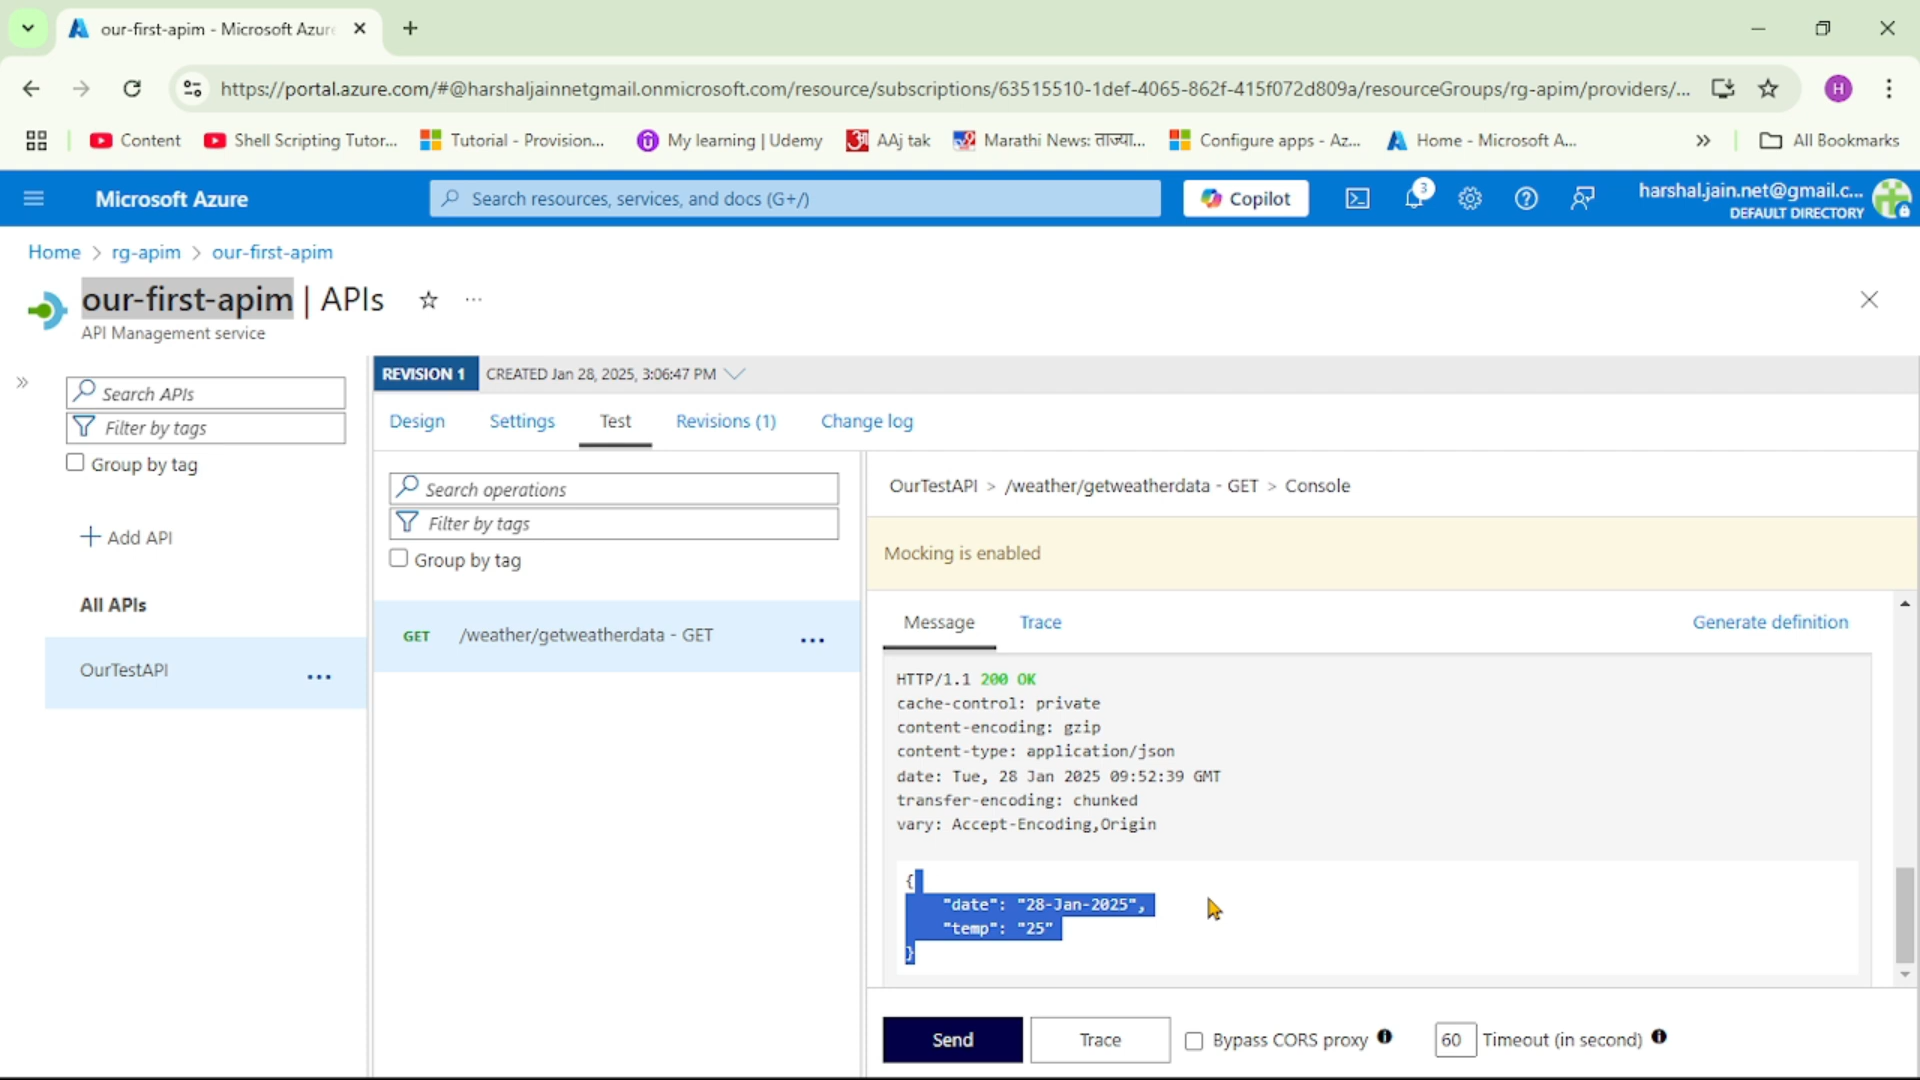 our-first-apim - Microsoft Azur
https://portal.azure.com/#@harshaljainnetgmail.onmicrosoft.com/resource/subscriptions/63515510-1def-4065-862f-415f072d809a/resourceGroups/rg-apim/providers/...
H
Content
Shell Scripting Tutor...
Tutorial - Provision...
My learning | Udemy
AAj tak
Marathi News: ताज्या...
Configure apps - Az...
Home - Microsoft A...
»
All Bookmarks
Microsoft Azure
Search resources, services, and docs (G+/)
Copilot
3
harshal.jain.net@gmail.c...
DEFAULT DIRECTORY
Home > rg-apim > our-first-apim
our-first-apim | APIs
API Management service
Search APIs
Filter by tags
Group by tag
+ Add API
All APIs
OurTestAPI
REVISION 1
CREATED Jan 28, 2025, 3:06:47 PM
Design
Settings
Test
Revisions (1)
Change log
Search operations
Filter by tags
Group by tag
GET /weather/getweatherdata - GET
OurTestAPI > /weather/getweatherdata - GET > Console
Mocking is enabled
Message
Trace
Generate definition
HTTP/1.1 200 OK
cache-control: private
content-encoding: gzip
content-type: application/json
date: Tue, 28 Jan 2025 09:52:39 GMT
transfer-encoding: chunked
vary: Accept-Encoding,Origin
{
"date": "28-Jan-2025",
"temp": "25"
}
Send
Trace
Bypass CORS proxy
60
Timeout (in second)